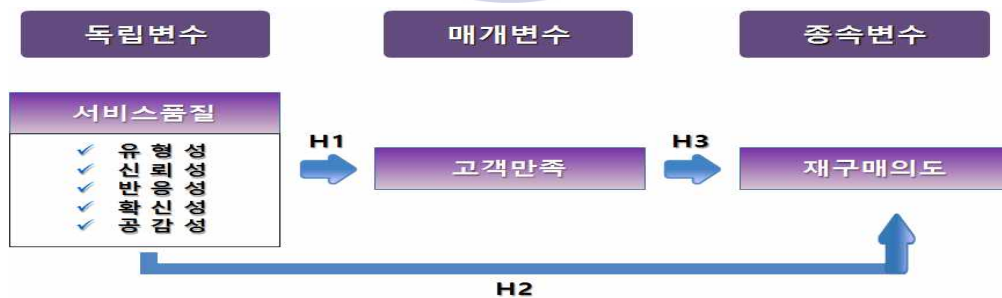 독립변수
매개변수
종속변수
서비스품질
✓ 유 형 성
✓ 신 뢰 성
✓ 반 응 성
✓ 확 신 성
✓ 공 감 성
H1
고객만족
H3
재구매의도
H2